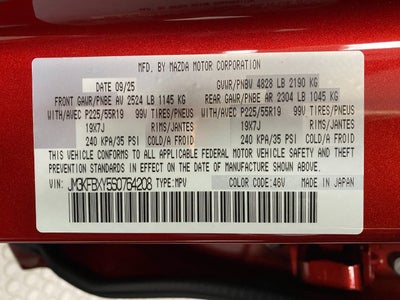 MFD. BY MAZDA MOTOR CORPORATION
09/25 GVWR/PNBV 4828 LB 2190 KG
FRONT GAWR/PNBE AV 2524 LB 1145 KG REAR GAWR/PNBE AR 2304 LB 1045 KG
WITH/AVEC P225/55R19 99V TIRES/PNEUS WITH/AVEC P225/55R19 99V TIRES/PNEUS
19X7J RIMS/JANTES 19X7J RIMS/JANTES
240 KPA/35 PSI COLD/A FROID 240 KPA/35 PSI COLD/A FROID
THIS VEHICLE CONFORMS TO ALL APPLICABLE FEDERAL MOTOR VEHICLE SAFETY, BUMPER, AND THEFT
PREVENTION STANDARDS IN EFFECT ON THE DATE OF MANUFACTURE SHOWN ABOVE.
VIN: JM3KFBXY5S0764208 TYPE:MPV COLOR CODE:46V MADE IN JAPAN